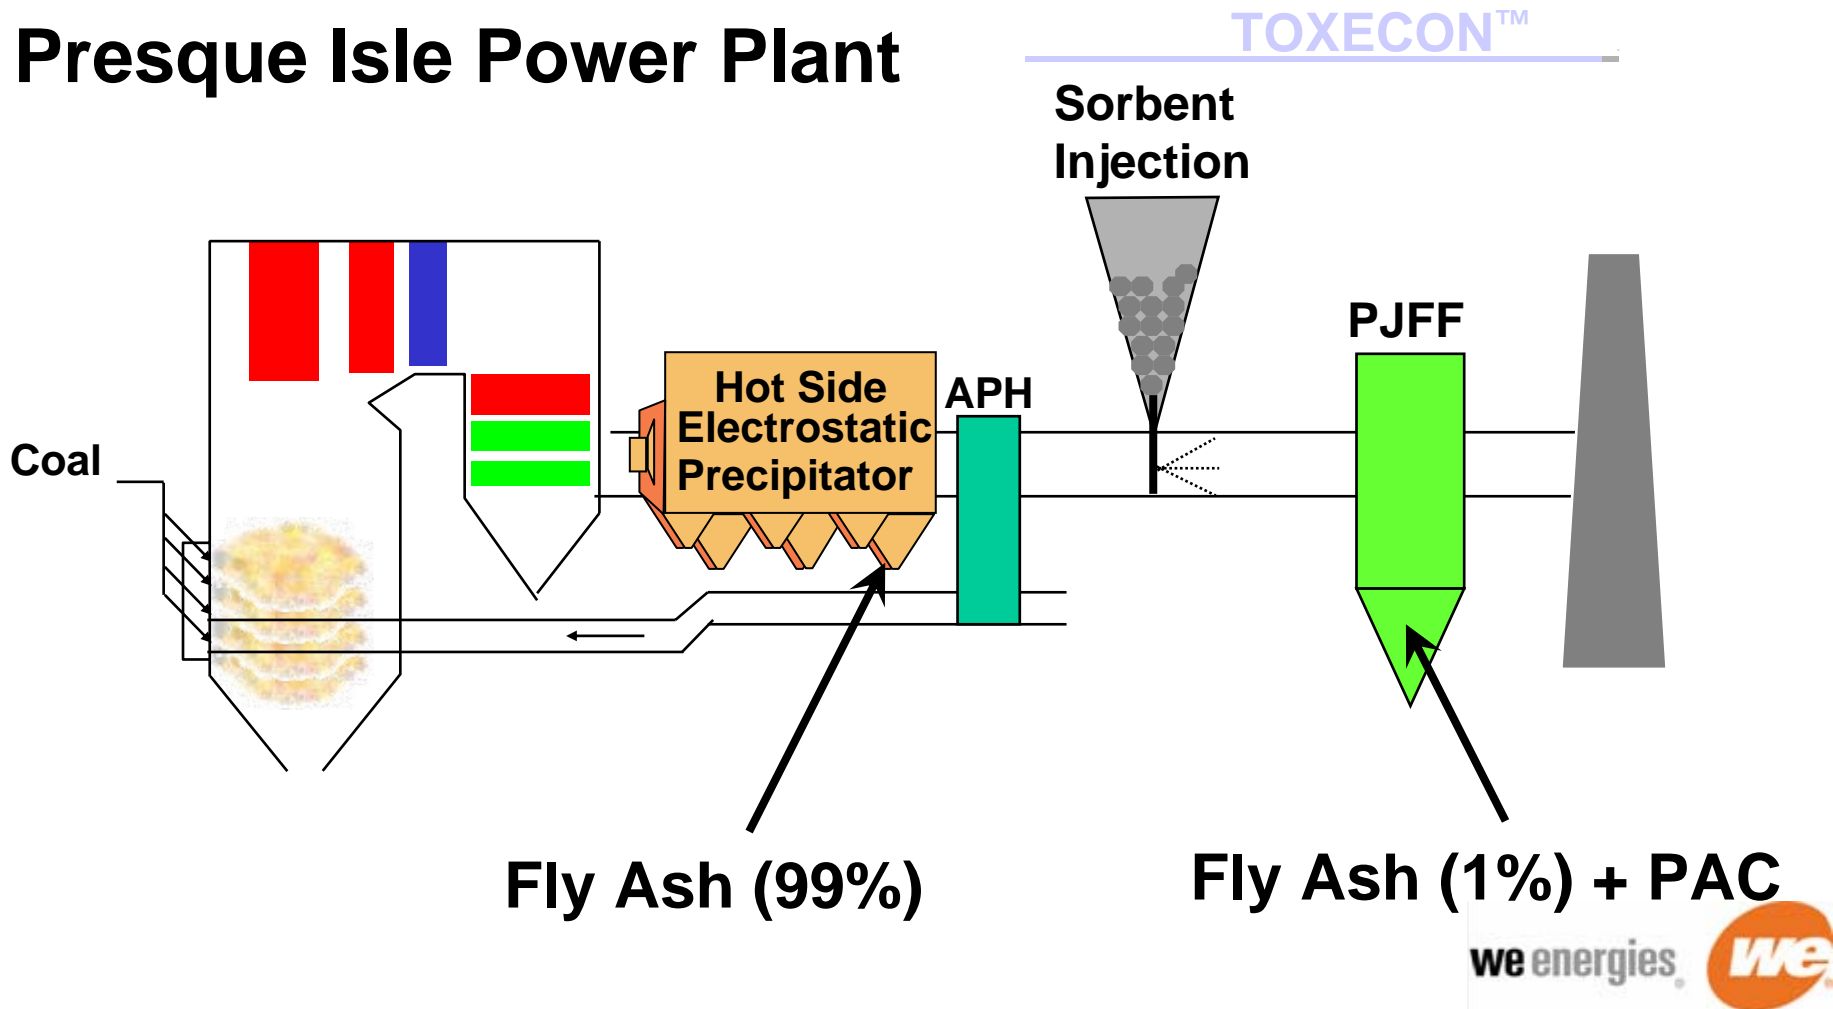 Presque Isle Power Plant
TOXECON™
Sorbent
Injection
PJFF
Hot Side
Electrostatic
Precipitator
APH
Coal
Fly Ash (99%)
Fly Ash (1%) + PAC
we energies®
we®